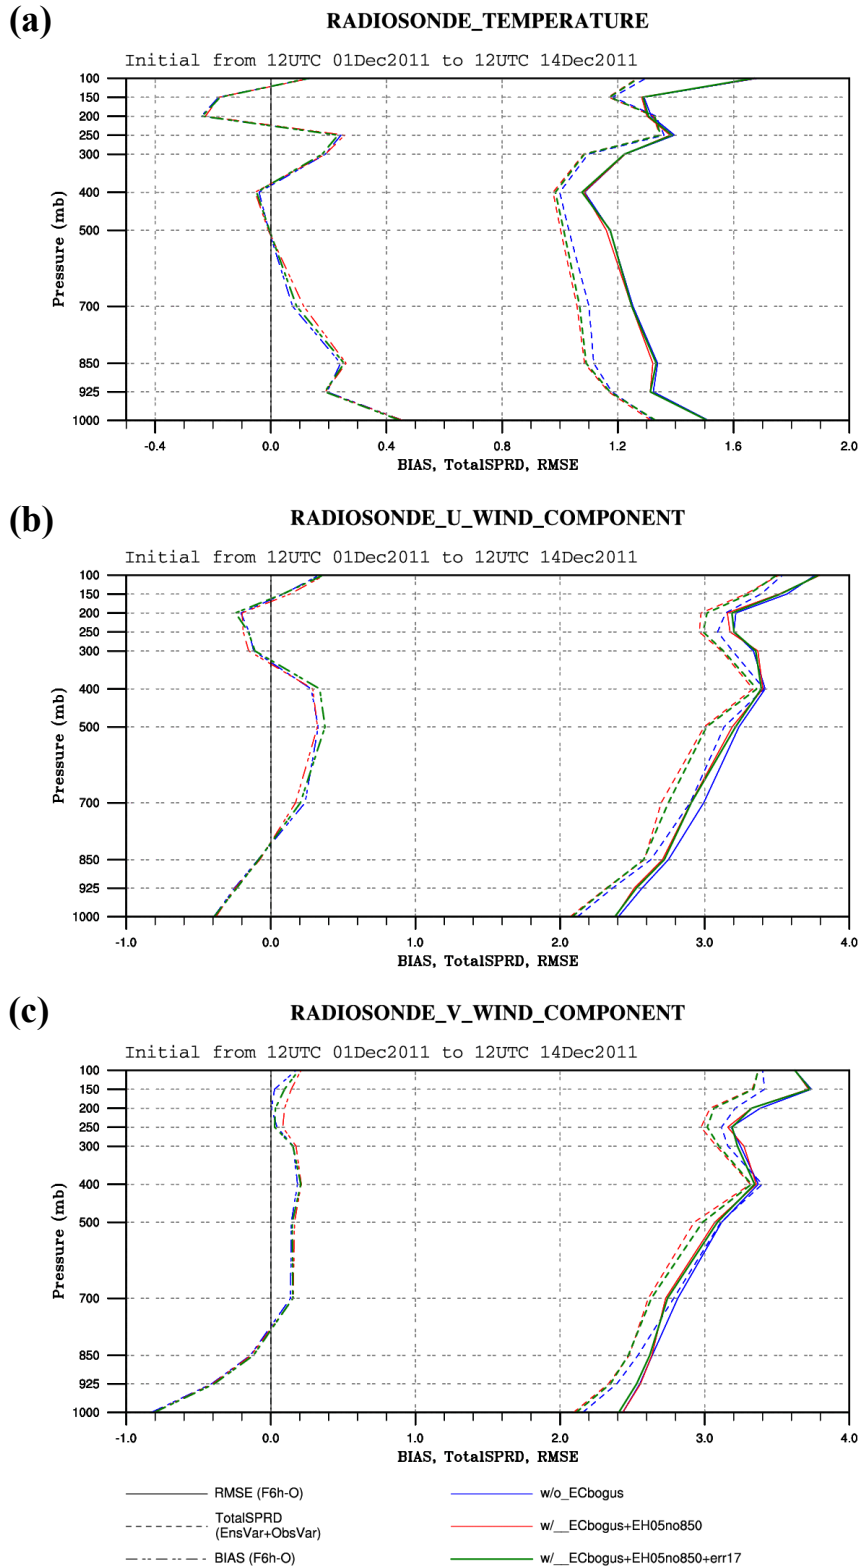 (a)
RADIOSONDE_TEMPERATURE
Initial from 12UTC 01Dec2011 to 12UTC 14Dec2011
Pressure (mb)
100
150
200
250
300
400
500
700
850
925
1000
-0.4 0.0 0.4 0.8 1.2 1.6 2.0
BIAS, TotalSPRD, RMSE
(b)
RADIOSONDE_U_WIND_COMPONENT
Initial from 12UTC 01Dec2011 to 12UTC 14Dec2011
Pressure (mb)
100
150
200
250
300
400
500
700
850
925
1000
-1.0 0.0 1.0 2.0 3.0 4.0
BIAS, TotalSPRD, RMSE
(c)
RADIOSONDE_V_WIND_COMPONENT
Initial from 12UTC 01Dec2011 to 12UTC 14Dec2011
Pressure (mb)
100
150
200
250
300
400
500
700
850
925
1000
-1.0 0.0 1.0 2.0 3.0 4.0
BIAS, TotalSPRD, RMSE
RMSE (F6h-O)
TotalSPRD
(EnsVar+ObsVar)
BIAS (F6h-O)
w/o_ECbogus
w/__ECbogus+EH05no850
w/__ECbogus+EH05no850+err17